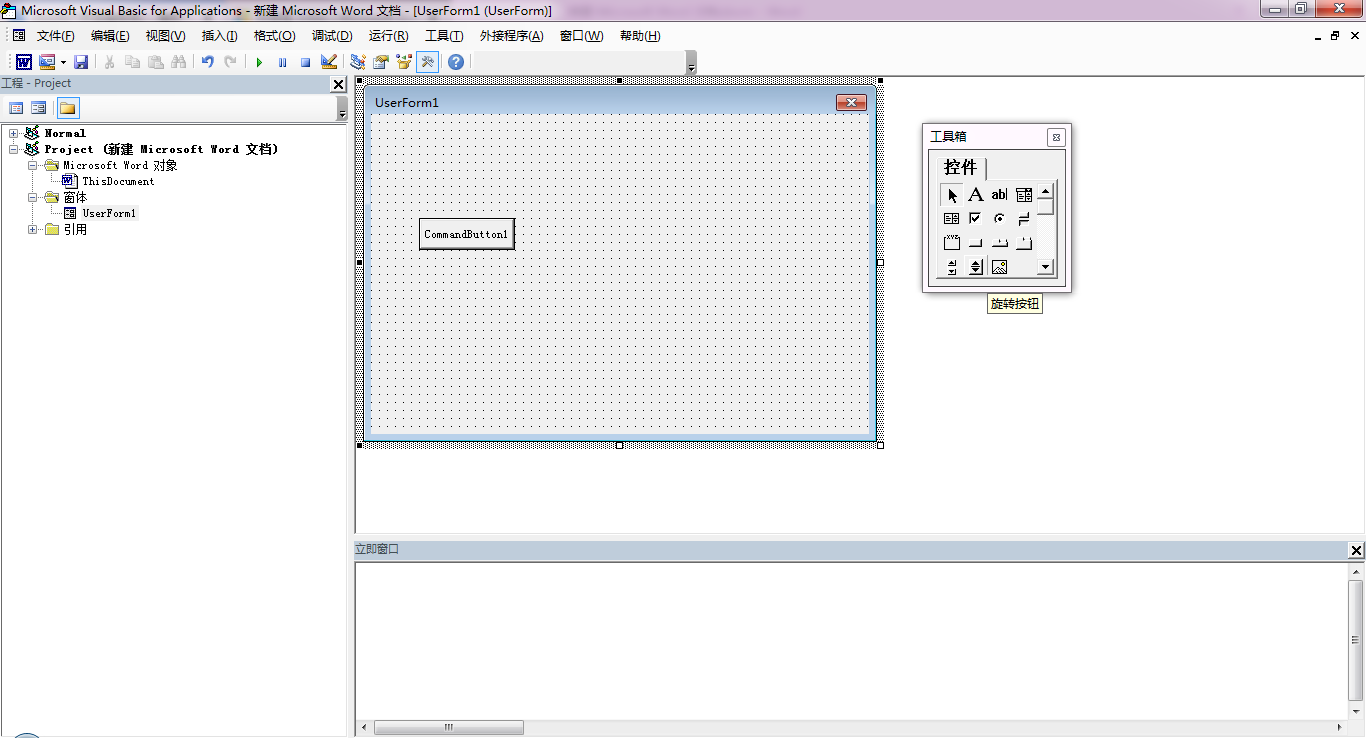 Microsoft Visual Basic for Applications - 新建 Microsoft Word 文档 - [UserForm1 (UserForm)]
文件(F) 编辑(E) 视图(V) 插入(I) 格式(O) 调试(D) 运行(R) 工具(T) 外接程序(A) 窗口(W) 帮助(H)
工程 - Project
Normal
Project (新建 Microsoft Word 文档)
Microsoft Word 对象
ThisDocument
窗体
UserForm1
引用
UserForm1
CommandButton1
工具箱
控件
A ab|
XYZ
旋转按钮
立即窗口